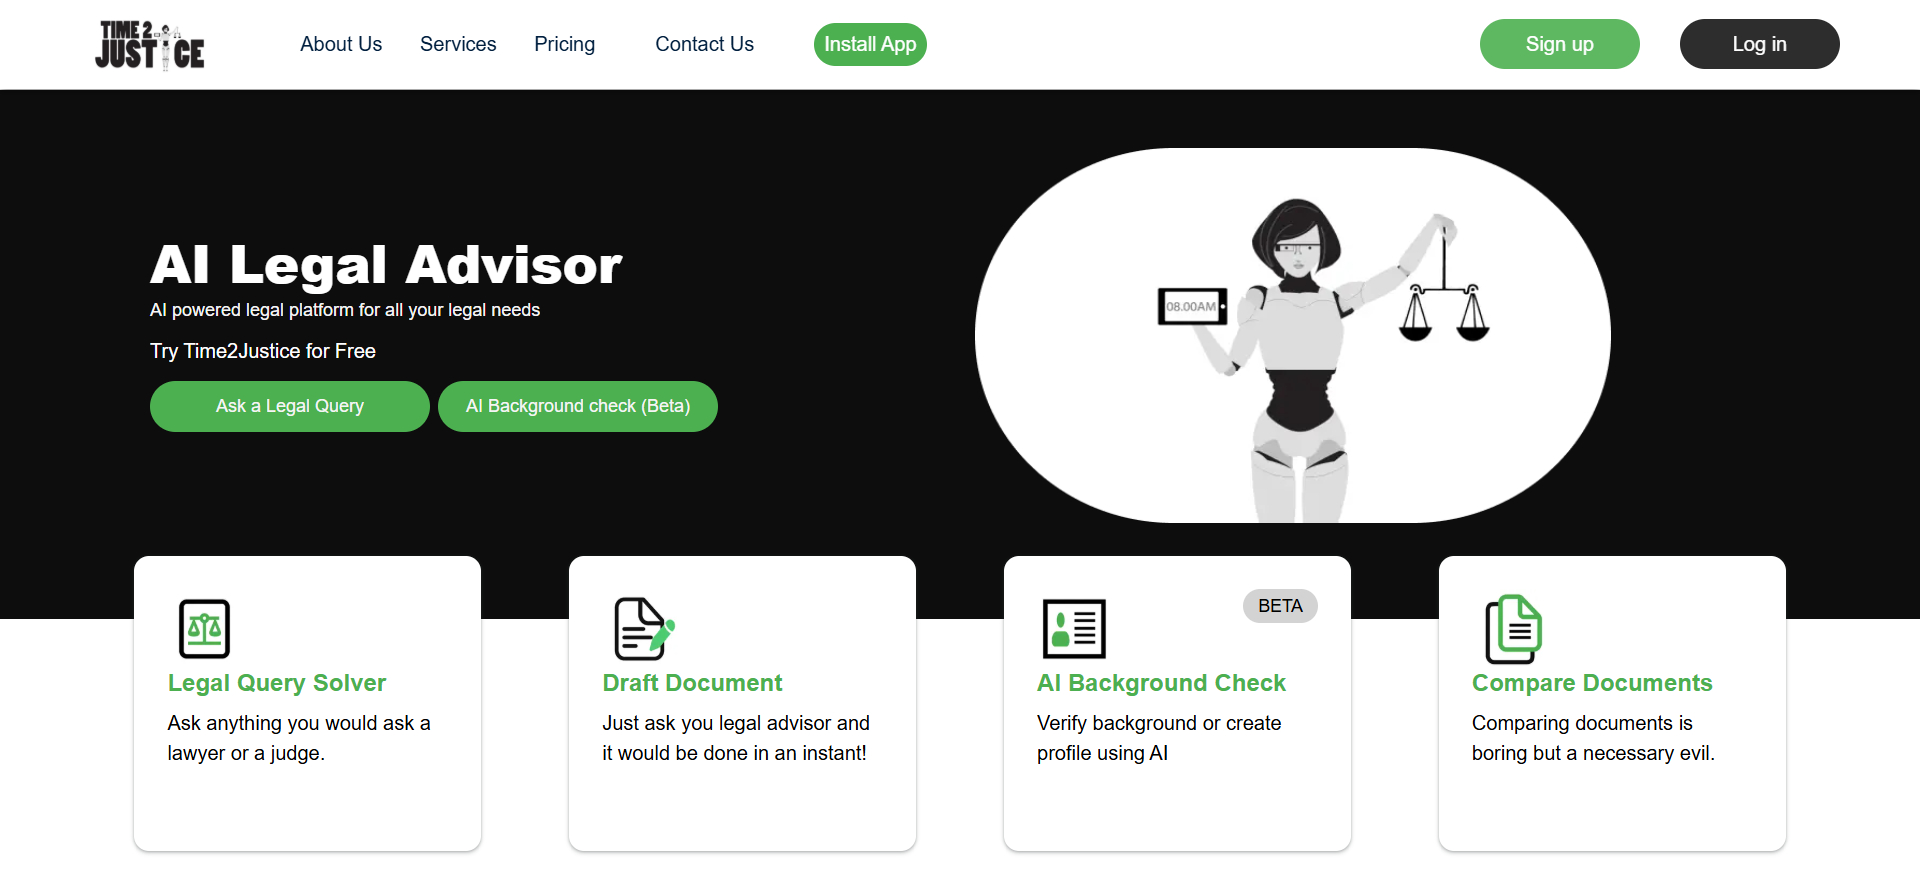 TIME 2
JUSTICE
About Us
Services
Pricing
Contact Us
Install App
Sign up
Log in
AI Legal Advisor
AI powered legal platform for all your legal needs
Try Time2Justice for Free
Ask a Legal Query
AI Background check (Beta)
08.00AM
Legal Query Solver
Ask anything you would ask a
lawyer or a judge.
Draft Document
Just ask you legal advisor and
it would be done in an instant!
BETA
AI Background Check
Verify background or create
profile using AI
Compare Documents
Comparing documents is
boring but a necessary evil.